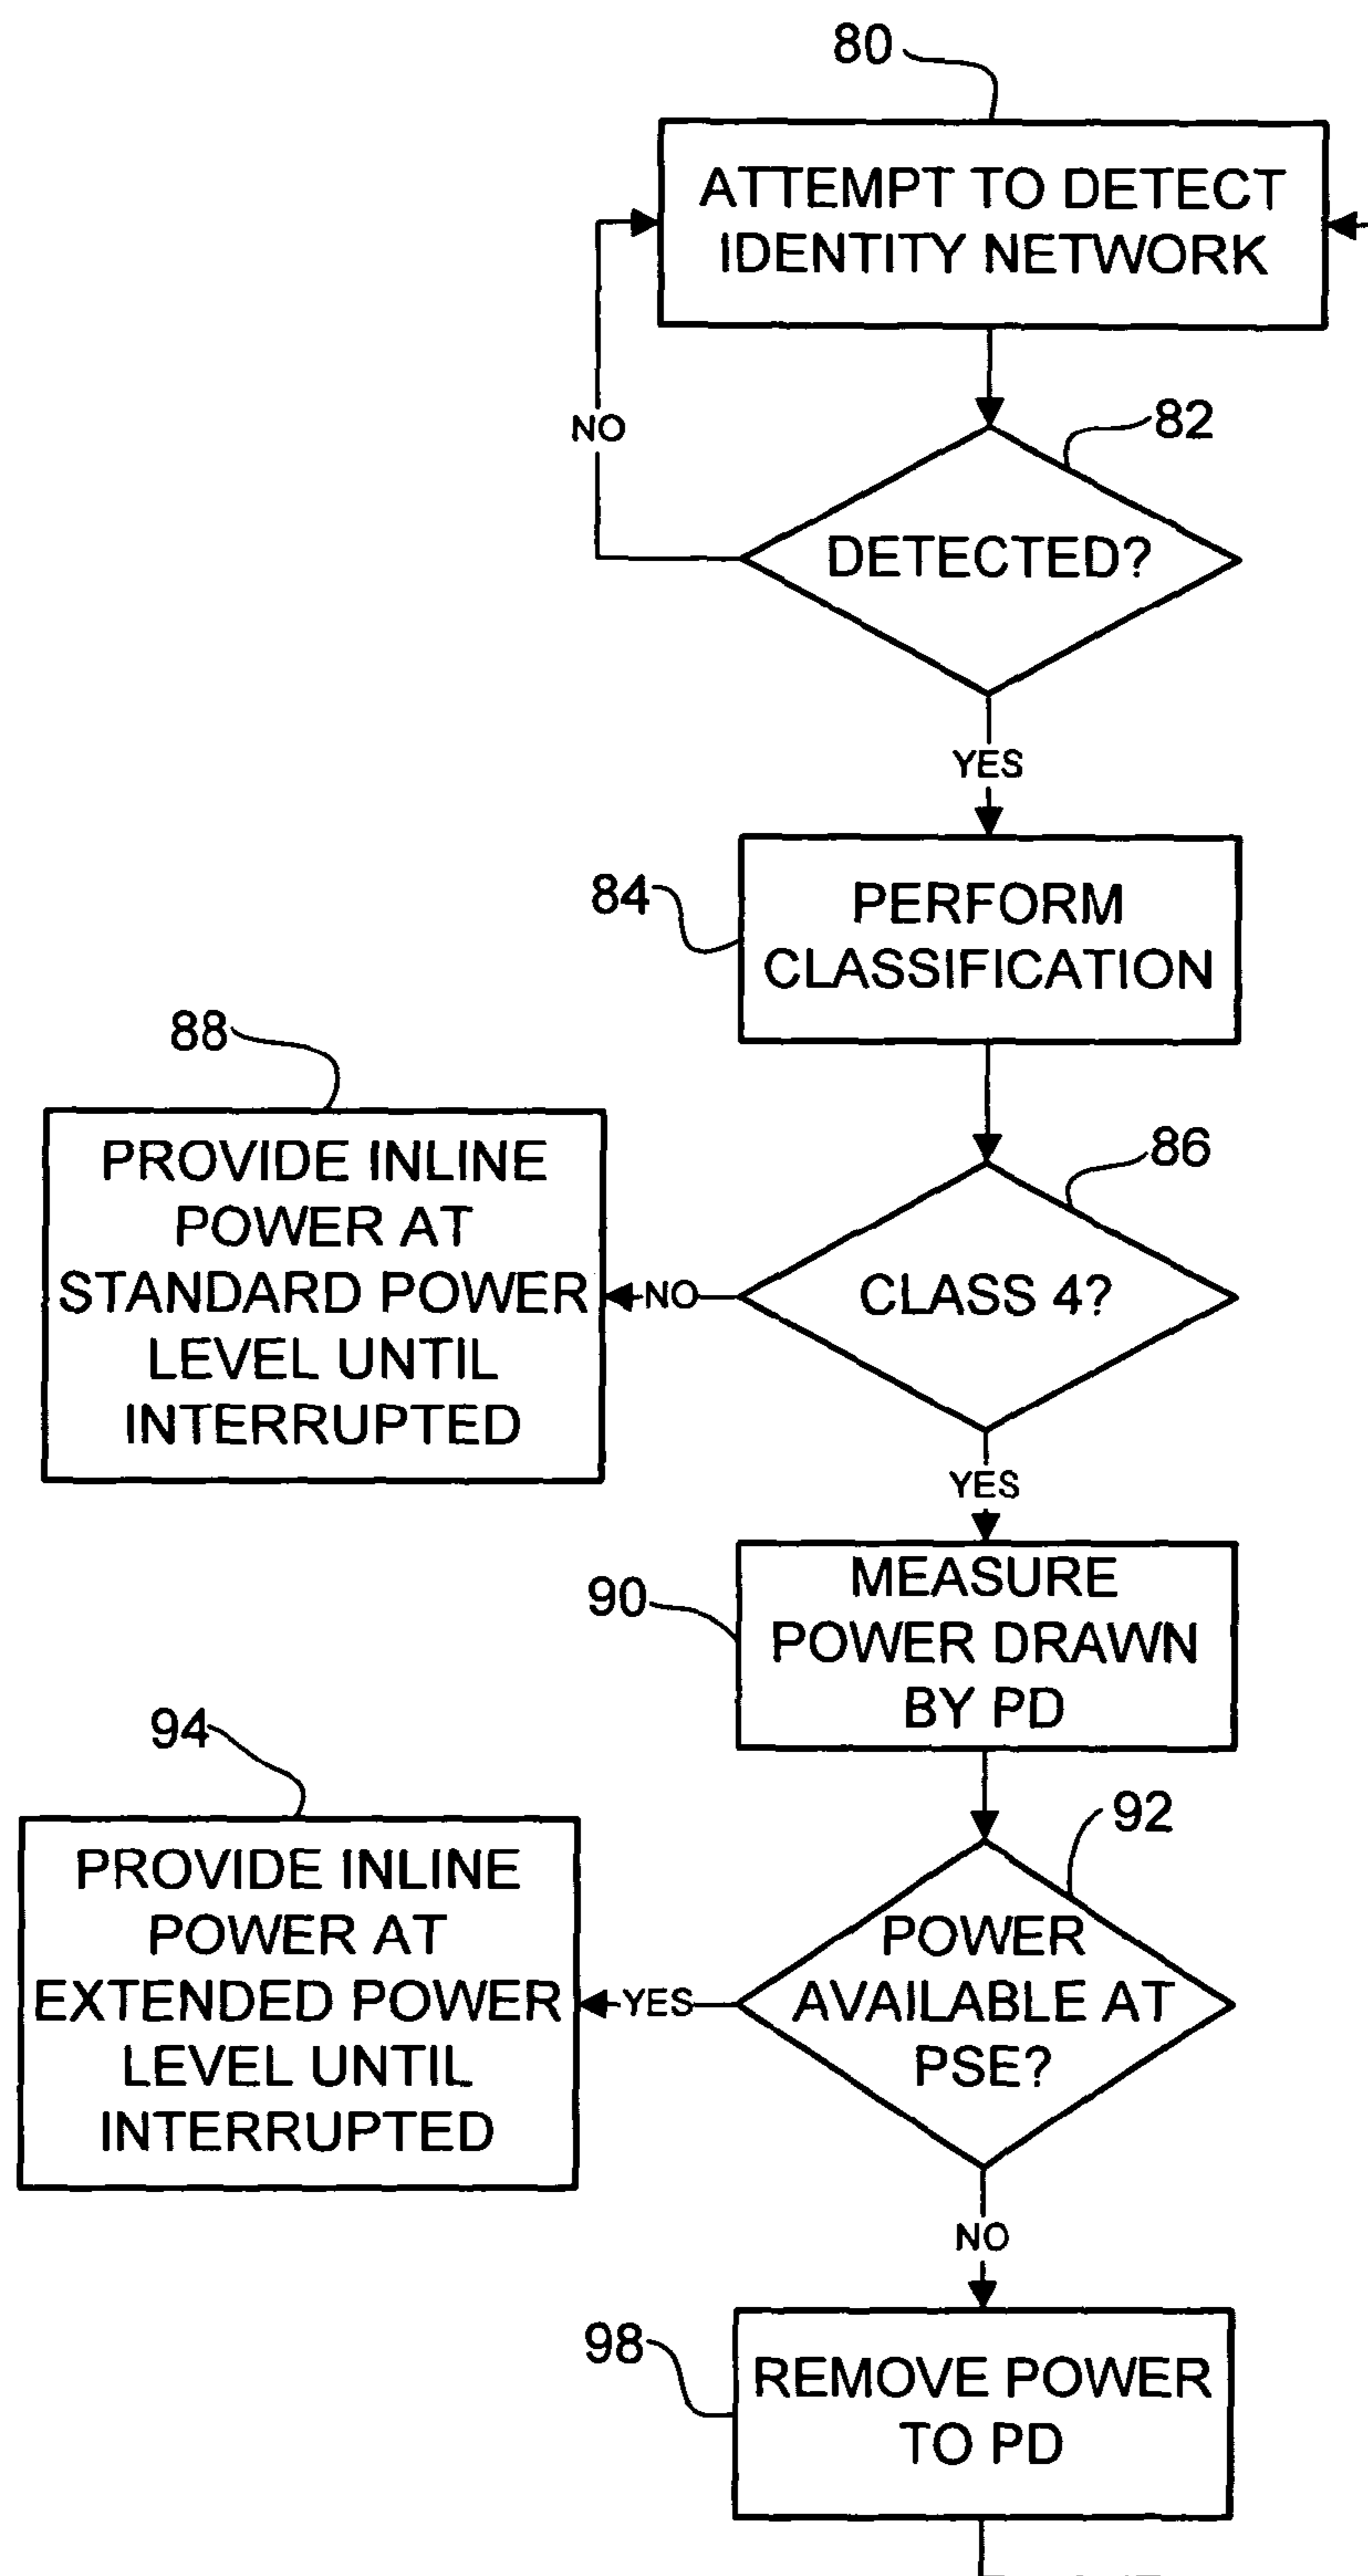 80
ATTEMPT TO DETECT
IDENTITY NETWORK
NO
82
DETECTED?
YES
84
PERFORM
CLASSIFICATION
88
PROVIDE INLINE
POWER AT
STANDARD POWER
LEVEL UNTIL
INTERRUPTED
86
NO
CLASS 4?
YES
90
MEASURE
POWER DRAWN
BY PD
94
PROVIDE INLINE
POWER AT
EXTENDED POWER
LEVEL UNTIL
INTERRUPTED
92
YES
POWER
AVAILABLE AT
PSE?
NO
98
REMOVE POWER
TO PD